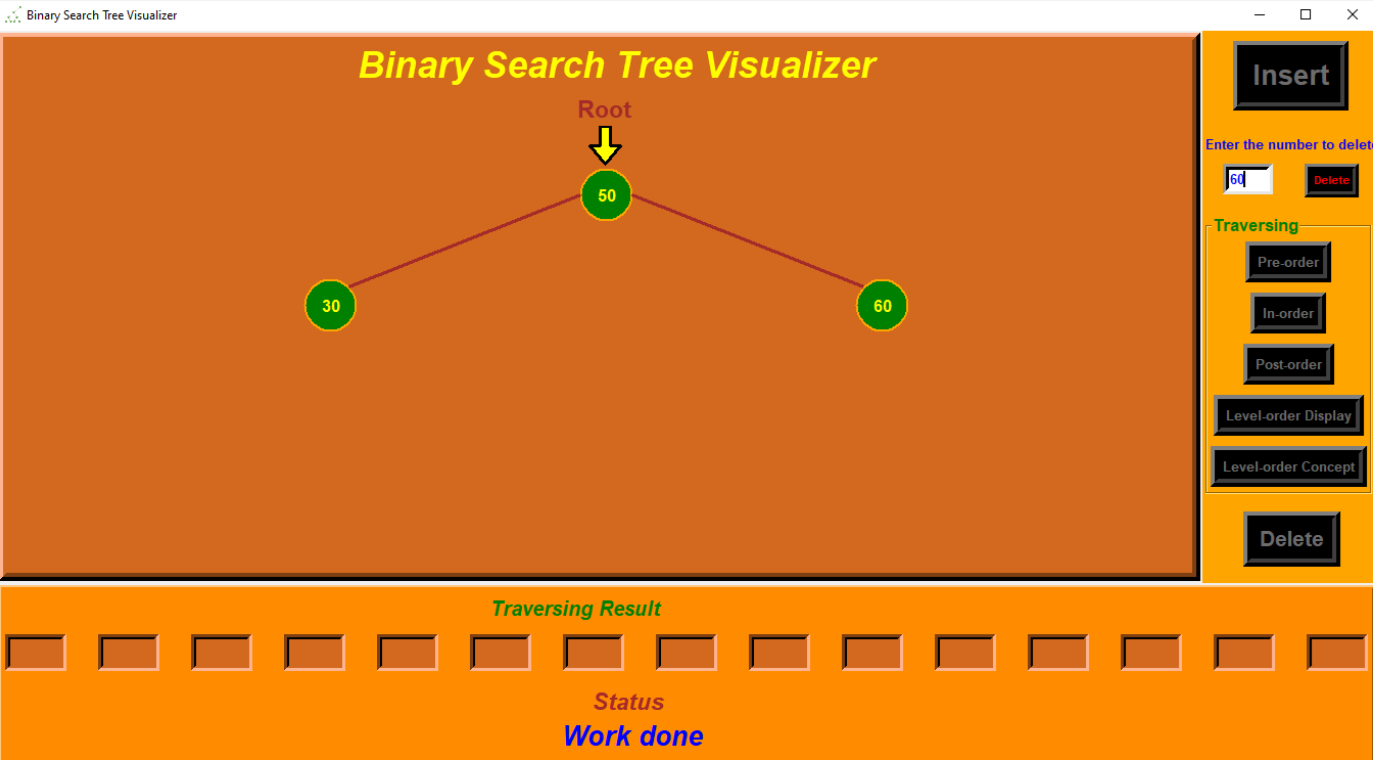 Binary Search Tree Visualizer
Binary Search Tree Visualizer
Root
50
30
60
Insert
Enter the number to delet
60
Delete
Traversing
Pre-order
In-order
Post-order
Level-order Display
Level-order Concept
Delete
Traversing Result
Status
Work done